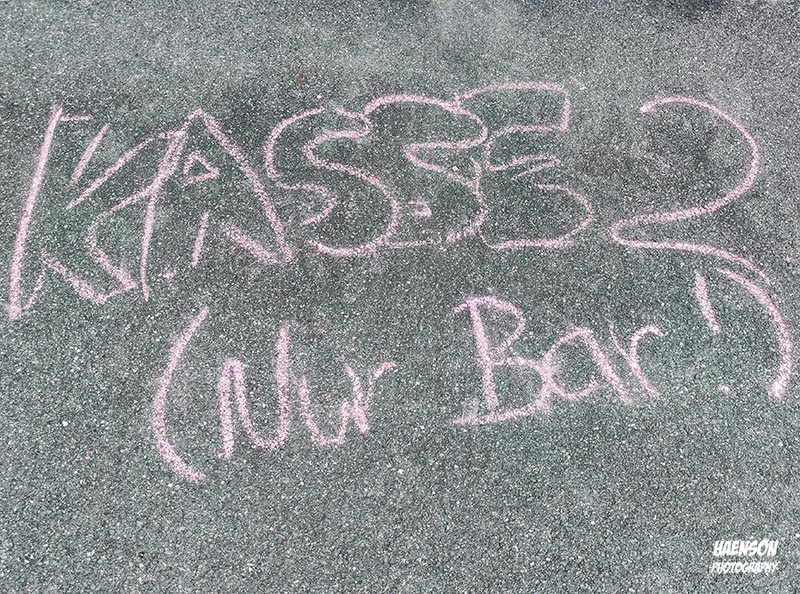 KASSE 2
(Nur Bar!)
HAENSON
PHOTOGRAPHY